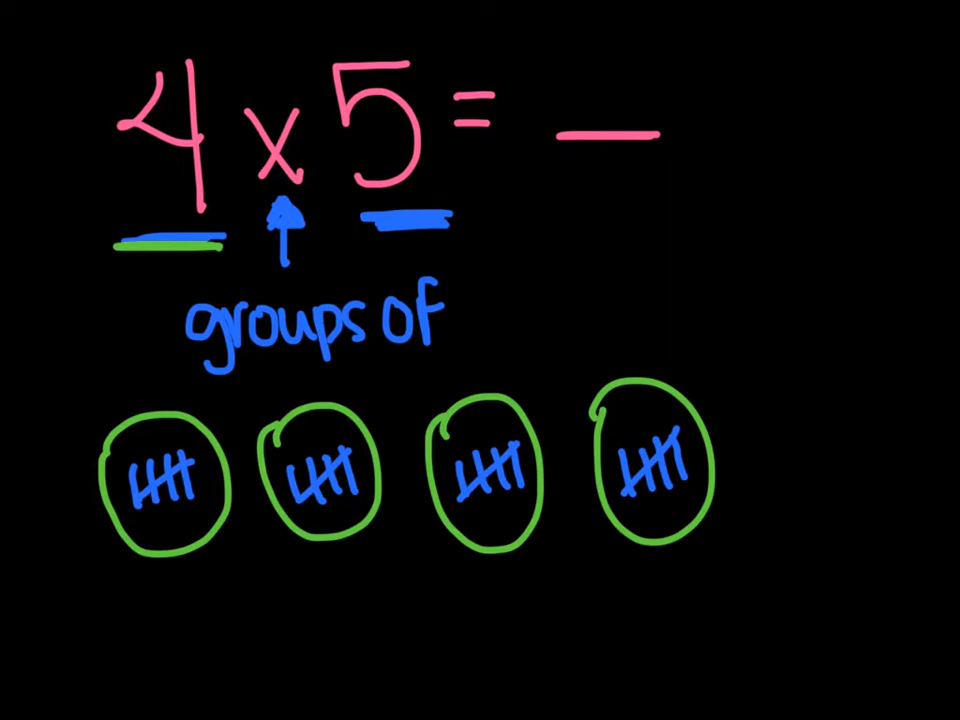 4 x 5 = __
groups of